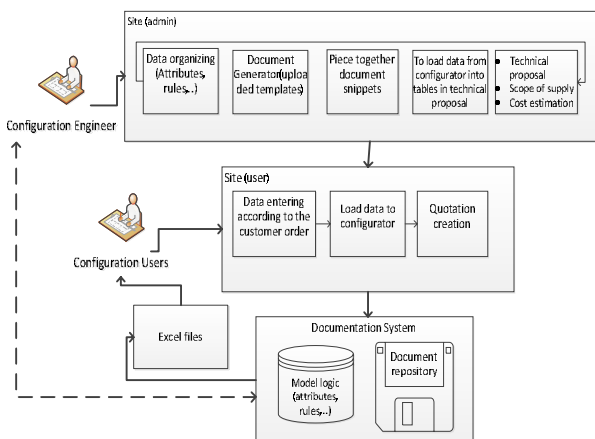 Site (admin)
Data organizing
(Attributes,
rules,..)
Document
Generator(uplo
aded templates)
Piece together
document
snippets
To load data from
configurator into
tables in technical
proposal
• Technical
proposal
• Scope of supply
• Cost estimation
Configuration Engineer
Site (user)
Data entering
according to the
customer order
Load data to
configurator
Quotation
creation
Configuration Users
Excel files
Documentation System
Model logic
(attributes,
rules,..)
Document
repository